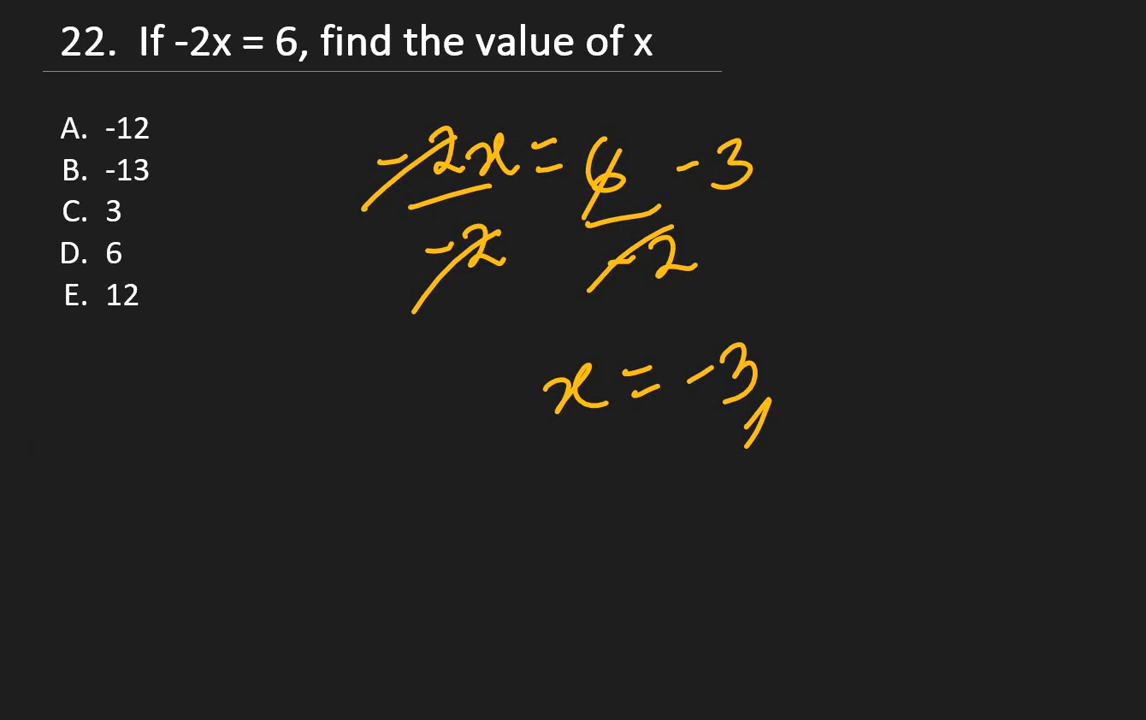 22. If -2x = 6, find the value of x
A. -12
B. -13
C. 3
D. 6
E. 12
-2x = 6 -3
-2 -2
x = -3